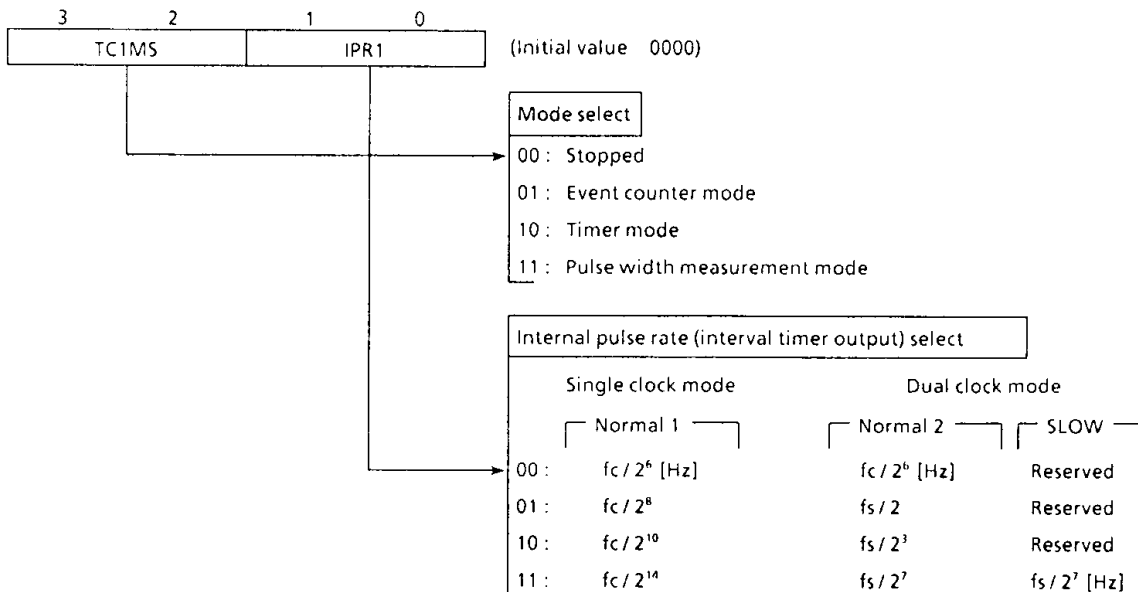 3 2 1 0
TC1MS IPR1 (Initial value 0000)
Mode select
00 : Stopped
01 : Event counter mode
10 : Timer mode
11 : Pulse width measurement mode
Internal pulse rate (interval timer output) select
Single clock mode Dual clock mode
Normal 1 Normal 2 SLOW
00 : fc / 2⁶ [Hz] fc / 2⁶ [Hz] Reserved
01 : fc / 2⁸ fs / 2 Reserved
10 : fc / 2¹⁰ fs / 2³ Reserved
11 : fc / 2¹⁴ fs / 2⁷ fs / 2⁷ [Hz]